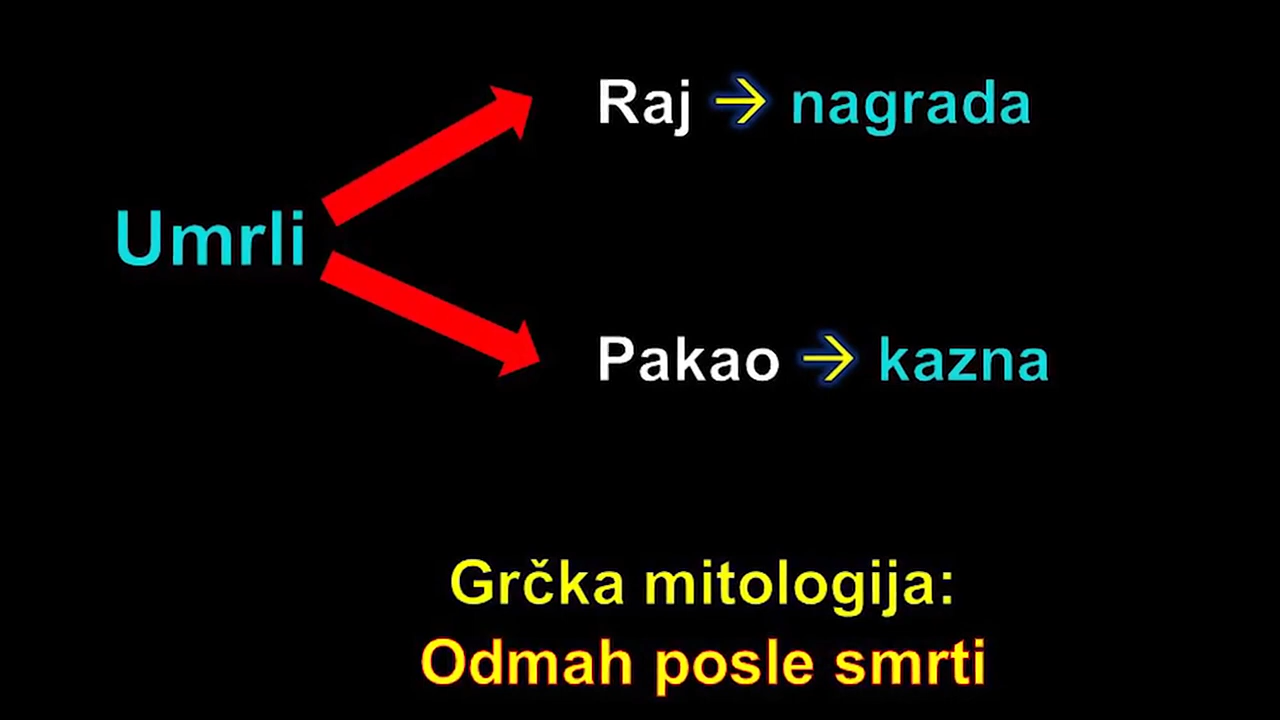 Raj → nagrada
Umrli
Pakao → kazna
Grčka mitologija:
Odmah posle smrti